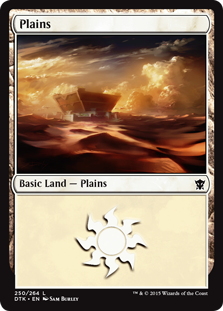 Plains
Basic Land — Plains
250/264 L
DTK • EN Sam Burley
™ & © 2015 Wizards of the Coast